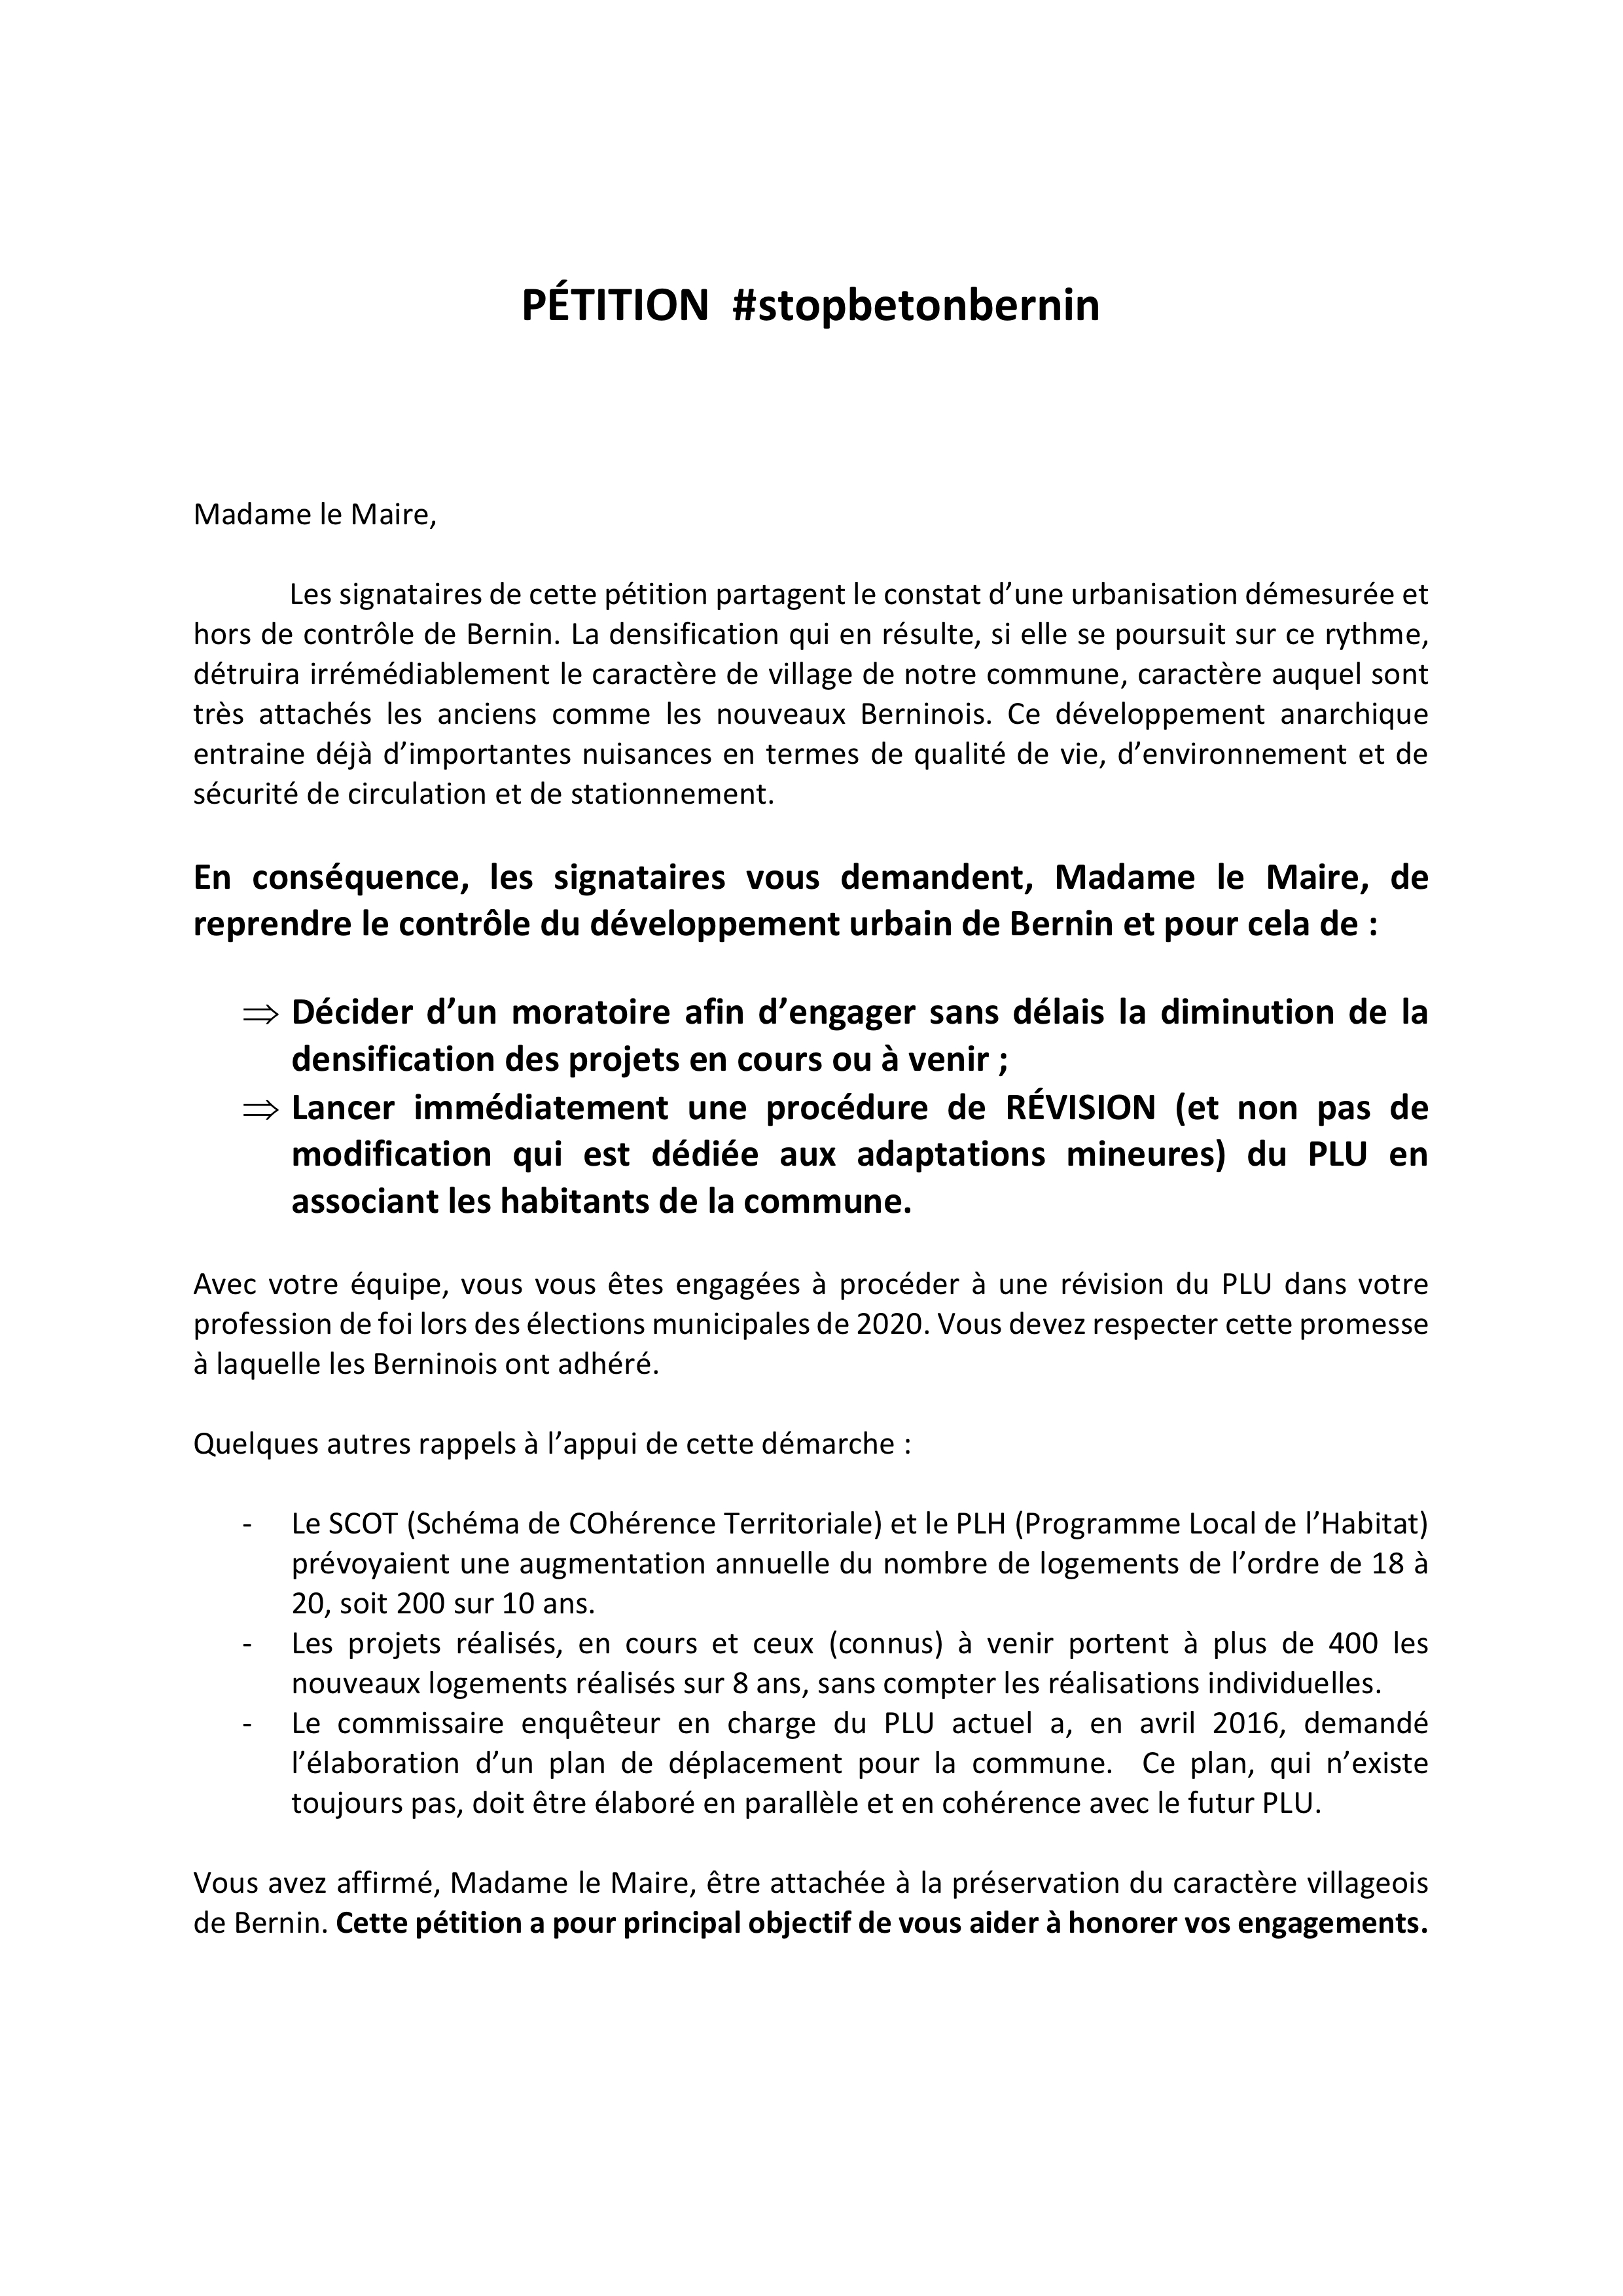 PÉTITION  #stopbetonbernin
Madame le Maire,
Les signataires de cette pétition partagent le constat d’une urbanisation démesurée et
hors de contrôle de Bernin. La densification qui en résulte, si elle se poursuit sur ce rythme,
détruira irrémédiablement le caractère de village de notre commune, caractère auquel sont
très attachés les anciens comme les nouveaux Berninois. Ce développement anarchique
entraine déjà d’importantes nuisances en termes de qualité de vie, d’environnement et de
sécurité de circulation et de stationnement.
En conséquence, les signataires vous demandent, Madame le Maire, de
reprendre le contrôle du développement urbain de Bernin et pour cela de :
⇒ Décider d’un moratoire afin d’engager sans délais la diminution de la
densification des projets en cours ou à venir ;
⇒ Lancer immédiatement une procédure de RÉVISION (et non pas de
modification qui est dédiée aux adaptations mineures) du PLU en
associant les habitants de la commune.
Avec votre équipe, vous vous êtes engagées à procéder à une révision du PLU dans votre
profession de foi lors des élections municipales de 2020. Vous devez respecter cette promesse
à laquelle les Berninois ont adhéré.
Quelques autres rappels à l’appui de cette démarche :
- Le SCOT (Schéma de COhérence Territoriale) et le PLH (Programme Local de l’Habitat)
prévoyaient une augmentation annuelle du nombre de logements de l’ordre de 18 à
20, soit 200 sur 10 ans.
- Les projets réalisés, en cours et ceux (connus) à venir portent à plus de 400 les
nouveaux logements réalisés sur 8 ans, sans compter les réalisations individuelles.
- Le commissaire enquêteur en charge du PLU actuel a, en avril 2016, demandé
l’élaboration d’un plan de déplacement pour la commune.  Ce plan, qui n’existe
toujours pas, doit être élaboré en parallèle et en cohérence avec le futur PLU.
Vous avez affirmé, Madame le Maire, être attachée à la préservation du caractère villageois
de Bernin. Cette pétition a pour principal objectif de vous aider à honorer vos engagements.